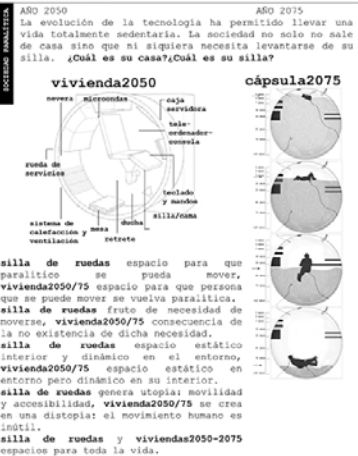 SOCIEDAD PARALÍTICA
AÑO 2050
AÑO 2075
La evolución de la tecnología ha permitido llevar una
vida totalmente sedentaria. La sociedad no solo no sale
de casa sino que ni siquiera necesita levantarse de su
silla. ¿Cuál es su casa?¿Cuál es su silla?
vivienda2050
cápsula2075
nevera
microondas
caja
servidora
tele-
ordenador-
consola
rueda de
servicios
teclado
y mandos
silla/cama
sistema de
calefacción y
ventilación
mesa
ducha
retrete
silla de ruedas espacio para que
paralítico se pueda mover,
vivienda2050/75 espacio para que persona
que se puede mover se vuelva paralítica.
silla de ruedas fruto de necesidad de
moverse, vivienda2050/75 consecuencia de
la no existencia de dicha necesidad.
silla de ruedas espacio estático
interior y dinámico en el entorno,
vivienda2050/75 espacio estático en
entorno pero dinámico en su interior.
silla de ruedas genera utopía: movilidad
y accesibilidad, vivienda2050/75 se crea
en una distopía: el movimiento humano es
inútil.
silla de ruedas y viviendas2050-2075
espacios para toda la vida.